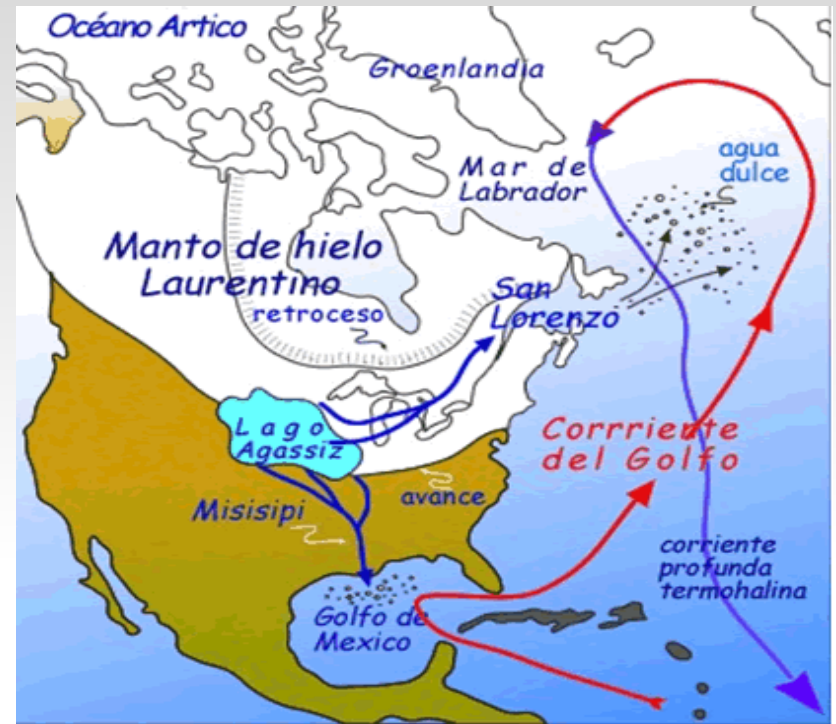 Océano Artico
Groenlandia
agua
dulce
Mar de
Labrador
Manto de hielo
Laurentino
retroceso
San
Lorenzo
Lago
Agassiz
Corrriente
del Golfo
avance
Misisipi
corriente
profunda
termohalina
Golfo de
Mexico